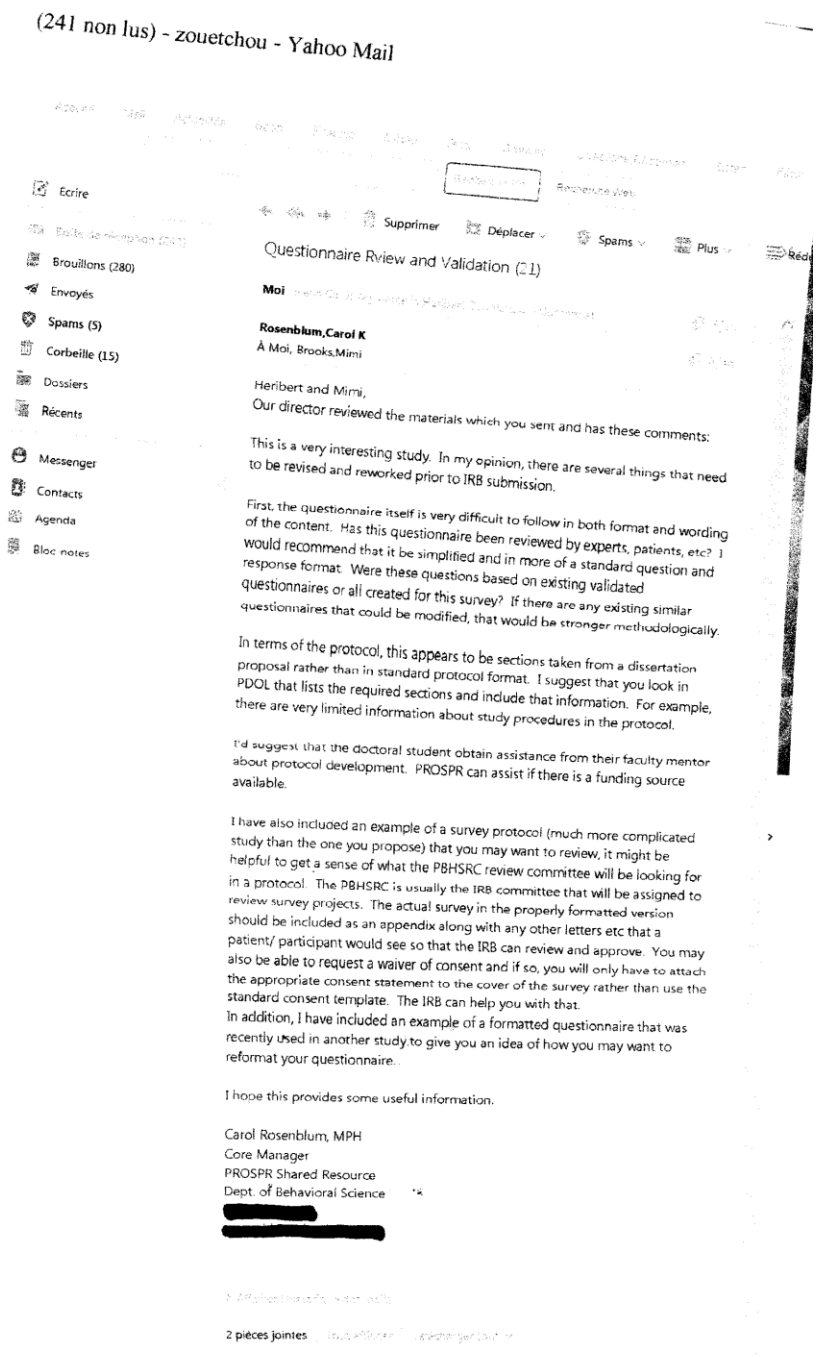 (241 non lus) - zouetchou - Yahoo Mail
Recherche Web
Ecrire
Supprimer
Déplacer
Spams
Plus
Rédu
Brouillons (280)
Envoyés
Spams (5)
Corbeille (15)
Dossiers
Récents
Messenger
Contacts
Agenda
Bloc notes
Questionnaire Rview and Validation (21)
Moi
Rosenblum,Carol K
À Moi, Brooks,Mimi
Heribert and Mimi,
Our director reviewed the materials which you sent and has these comments:
This is a very interesting study. In my opinion, there are several things that need
to be revised and reworked prior to IRB submission.
First, the questionnaire itself is very difficult to follow in both format and wording
of the content. Has this questionnaire been reviewed by experts, patients, etc? I
would recommend that it be simplified and in more of a standard question and
response format. Were these questions based on existing validated
questionnaires or all created for this survey? If there are any existing similar
questionnaires that could be modified, that would be stronger methodologically.
In terms of the protocol, this appears to be sections taken from a dissertation
proposal rather than in standard protocol format. I suggest that you look in
PDOL that lists the required sections and include that information. For example,
there are very limited information about study procedures in the protocol.
I'd suggest that the doctoral student obtain assistance from their faculty mentor
about protocol development. PROSPR can assist if there is a funding source
available.
I have also included an example of a survey protocol (much more complicated
study than the one you propose) that you may want to review, it might be
helpful to get a sense of what the PBHSRC review committee will be looking for
in a protocol. The PBHSRC is usually the IRB committee that will be assigned to
review survey projects. The actual survey in the properly formatted version
should be included as an appendix along with any other letters etc that a
patient/ participant would see so that the IRB can review and approve. You may
also be able to request a waiver of consent and if so, you will only have to attach
the appropriate consent statement to the cover of the survey rather than use the
standard consent template. The IRB can help you with that.
In addition, I have included an example of a formatted questionnaire that was
recently used in another study.to give you an idea of how you may want to
reformat your questionnaire..
I hope this provides some useful information.
Carol Rosenblum, MPH
Core Manager
PROSPR Shared Resource
Dept. of Behavioral Science
2 pièces jointes